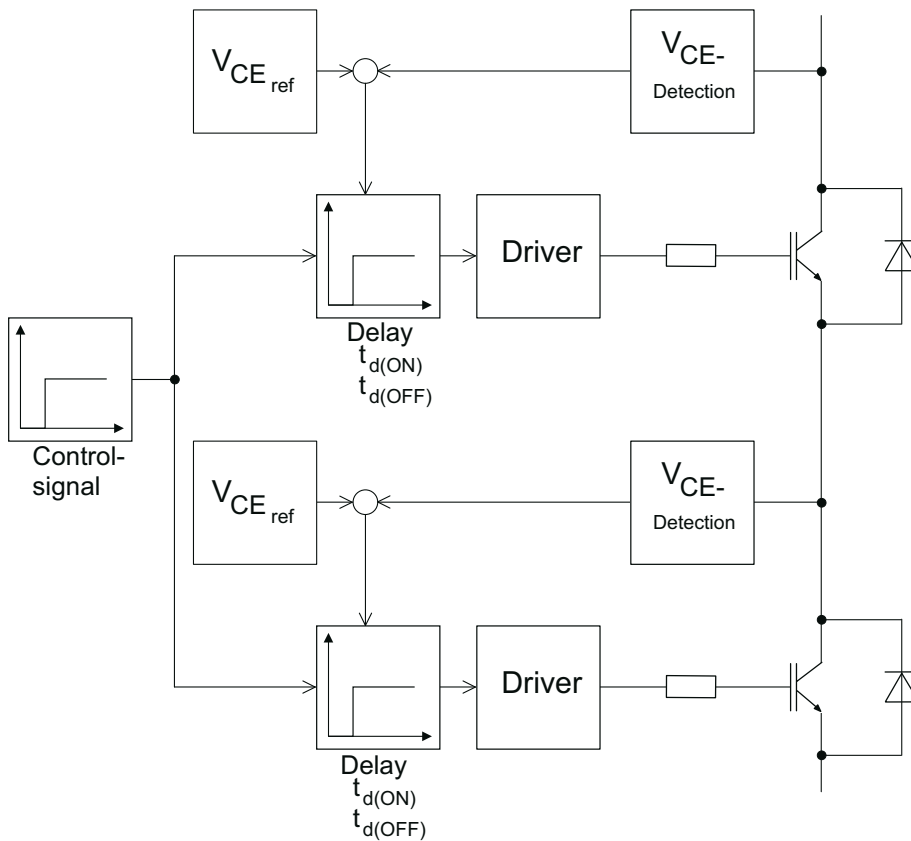 VCE ref
VCE-
Detection
Driver
Delay
td(ON)
td(OFF)
Control-
signal
VCE ref
VCE-
Detection
Driver
Delay
td(ON)
td(OFF)